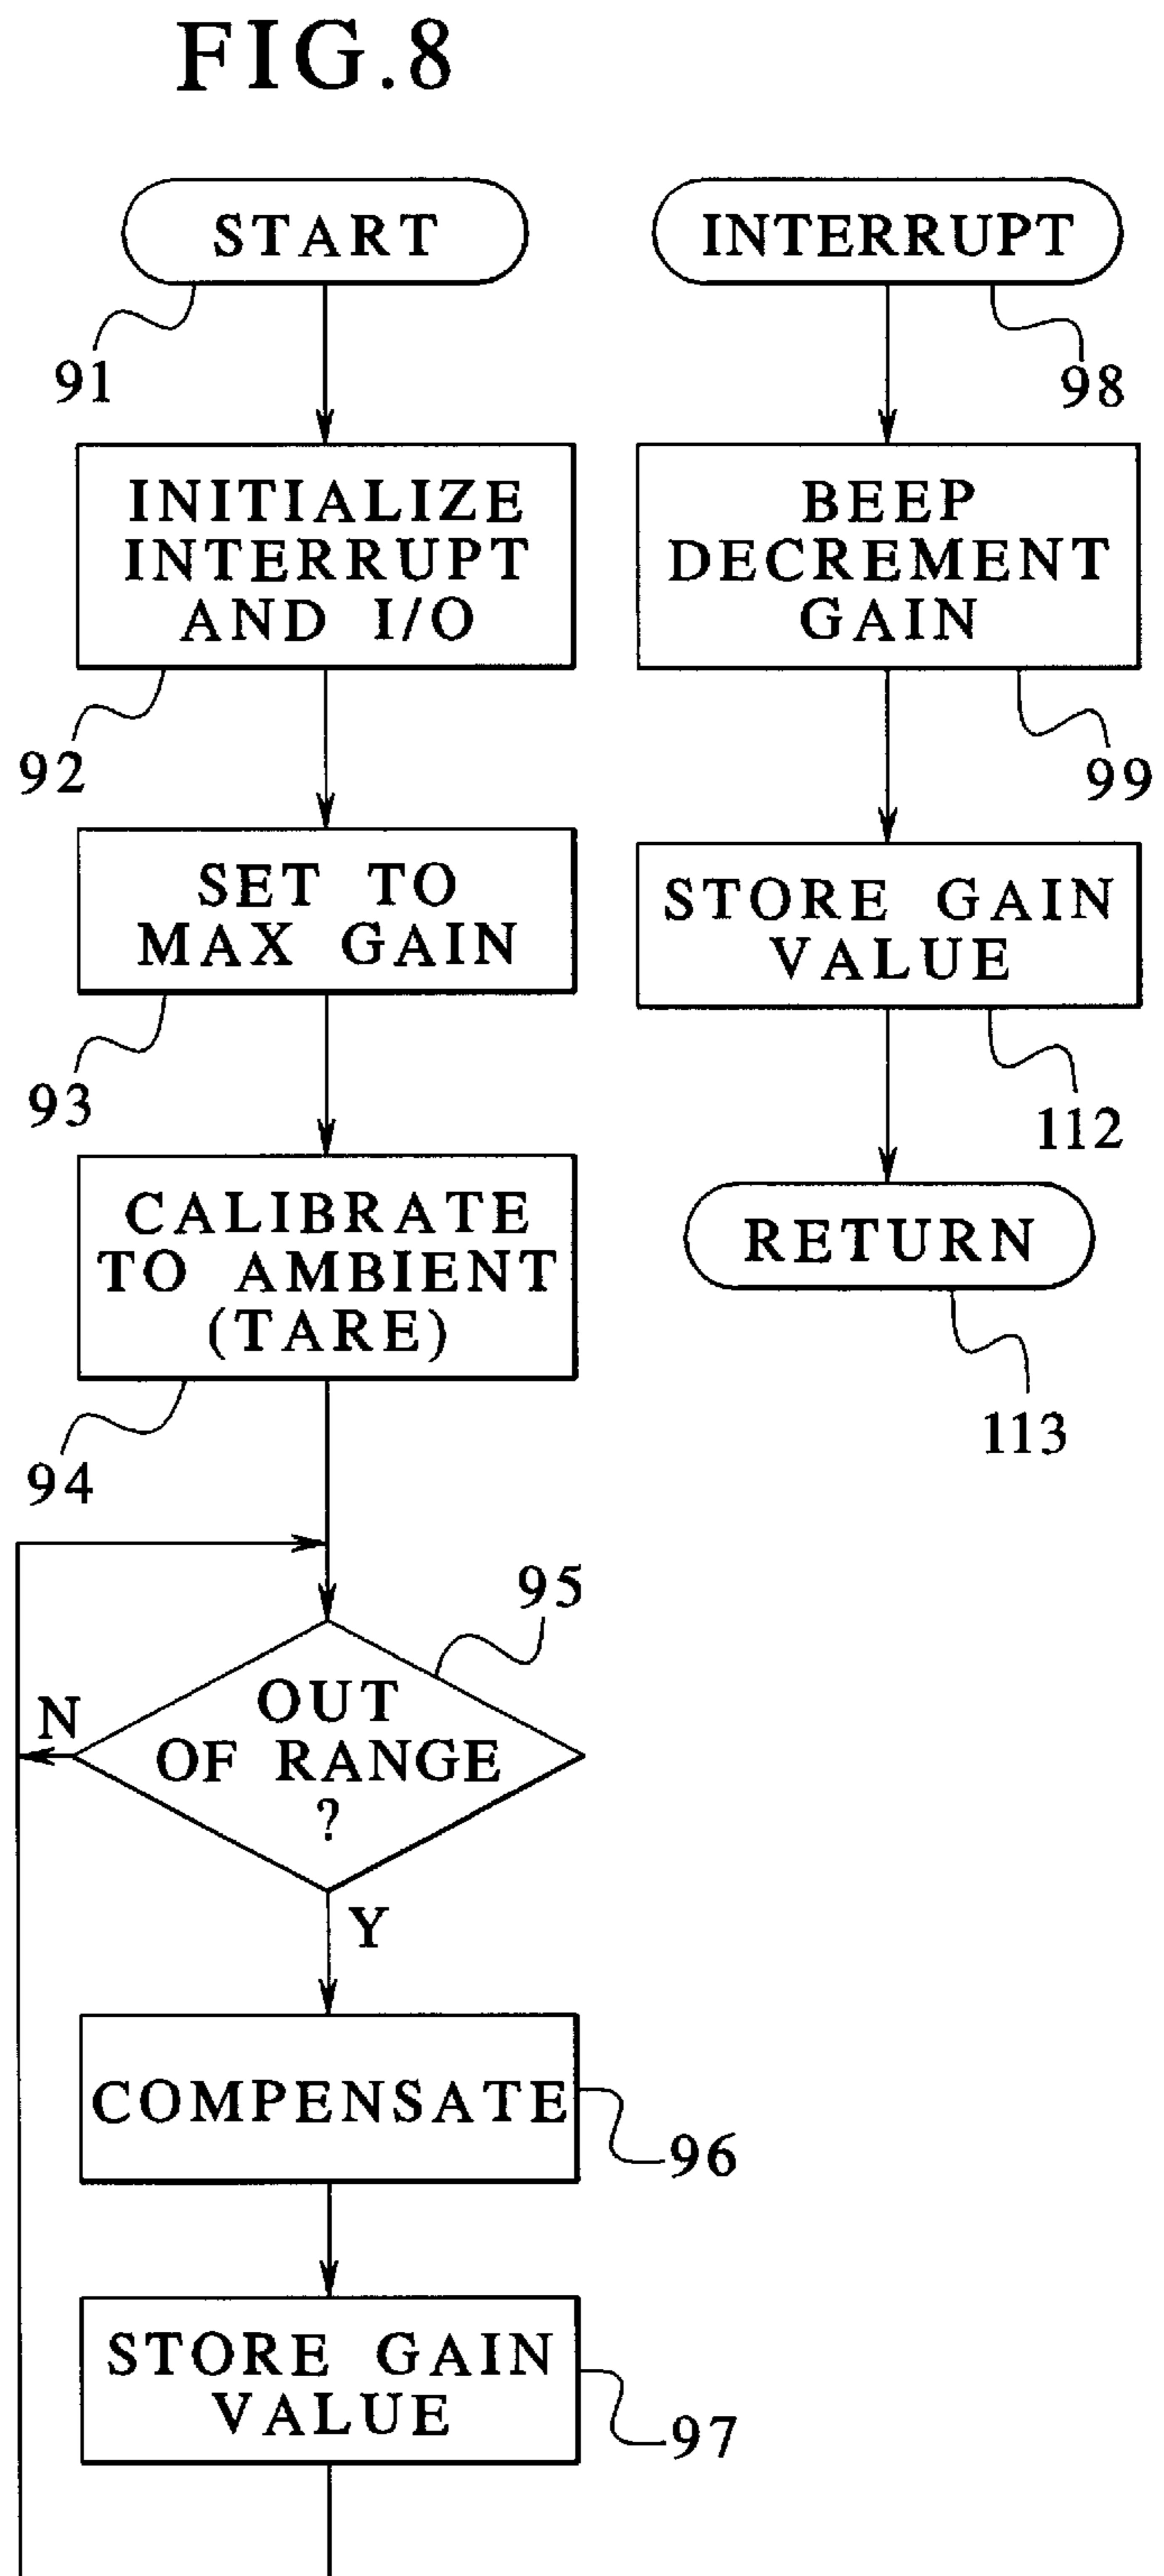 FIG.8
START
91
INITIALIZE
INTERRUPT
AND I/O
92
SET TO
MAX GAIN
93
CALIBRATE
TO AMBIENT
(TARE)
94
95
OUT
OF RANGE
?
N
Y
COMPENSATE
96
STORE GAIN
VALUE
97
INTERRUPT
98
BEEP
DECREMENT
GAIN
99
STORE GAIN
VALUE
112
RETURN
113